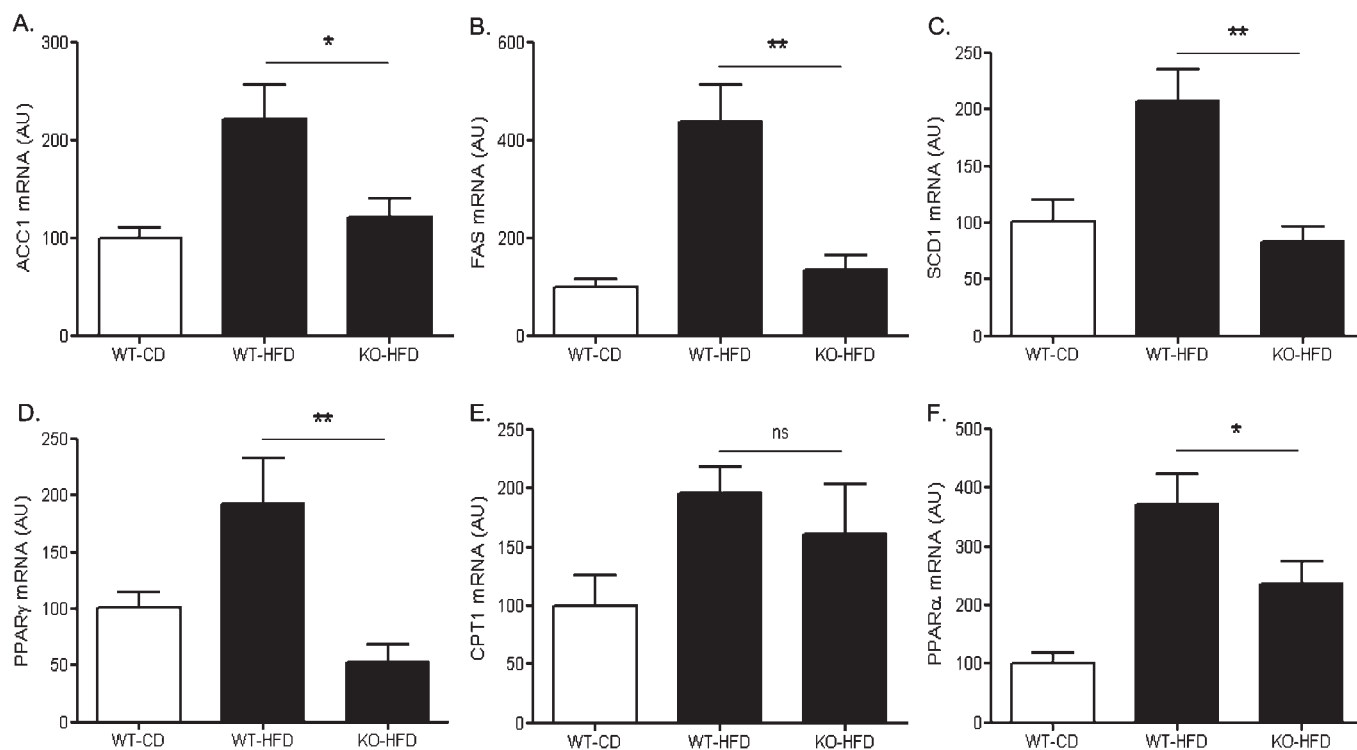 A.
ACC1 mRNA (AU)
300
200
100
0
*
WT-CD WT-HFD KO-HFD
B.
FAS mRNA (AU)
600
400
200
0
**
WT-CD WT-HFD KO-HFD
C.
SCD1 mRNA (AU)
250
200
150
100
50
0
**
WT-CD WT-HFD KO-HFD
D.
PPARγ mRNA (AU)
250
200
150
100
50
0
**
WT-CD WT-HFD KO-HFD
E.
CPT1 mRNA (AU)
250
200
150
100
50
0
ns
WT-CD WT-HFD KO-HFD
F.
PPARα mRNA (AU)
500
400
300
200
100
0
*
WT-CD WT-HFD KO-HFD